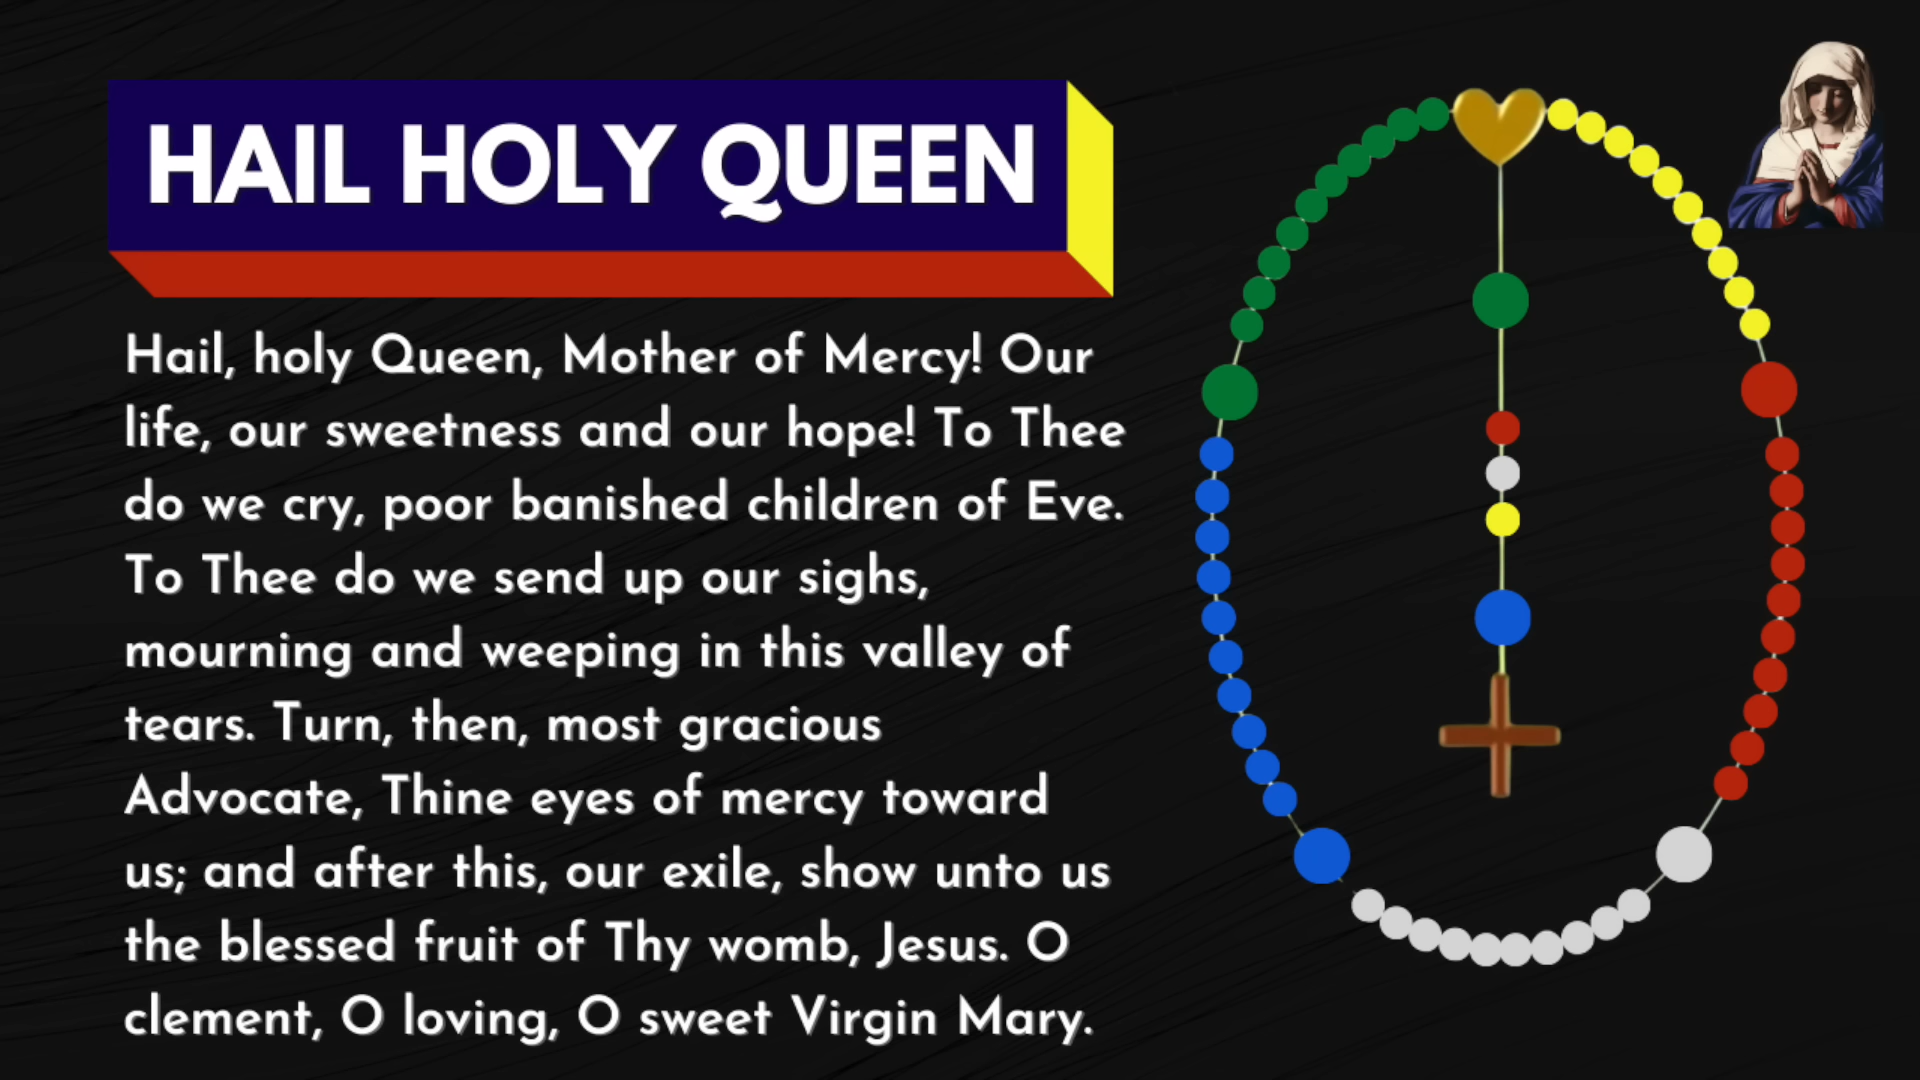 HAIL HOLY QUEEN
Hail, holy Queen, Mother of Mercy! Our
life, our sweetness and our hope! To Thee
do we cry, poor banished children of Eve.
To Thee do we send up our sighs,
mourning and weeping in this valley of
tears. Turn, then, most gracious
Advocate, Thine eyes of mercy toward
us; and after this, our exile, show unto us
the blessed fruit of Thy womb, Jesus. O
clement, O loving, O sweet Virgin Mary.